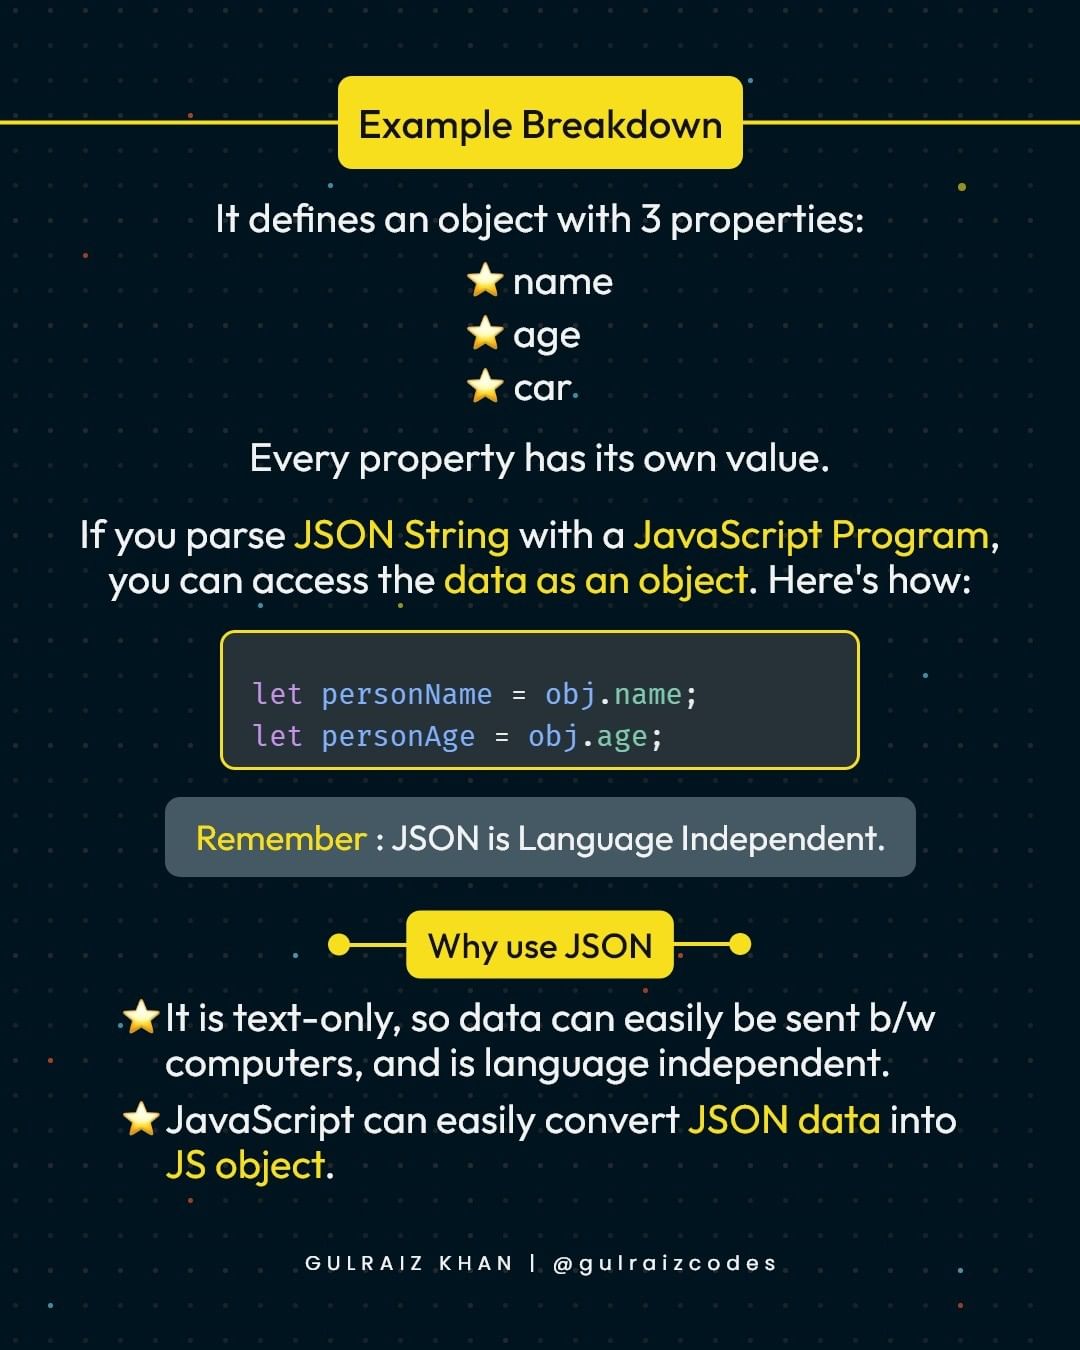 Example Breakdown
It defines an object with 3 properties:
⭐ name
⭐ age
⭐ car
Every property has its own value.
If you parse JSON String with a JavaScript Program,
you can access the data as an object. Here's how:
let personName = obj.name;
let personAge = obj.age;
Remember : JSON is Language Independent.
Why use JSON
⭐ It is text-only, so data can easily be sent b/w
computers, and is language independent.
⭐ JavaScript can easily convert JSON data into
JS object.
GULRAIZ KHAN | @gulraizcodes